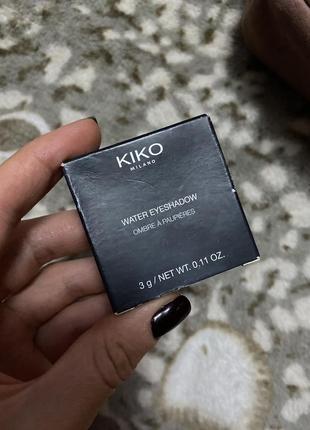 KIKO
MILANO
WATER EYESHADOW
OMBRE À PAUPIÈRES
3 g / NET WT. 0.11 OZ.